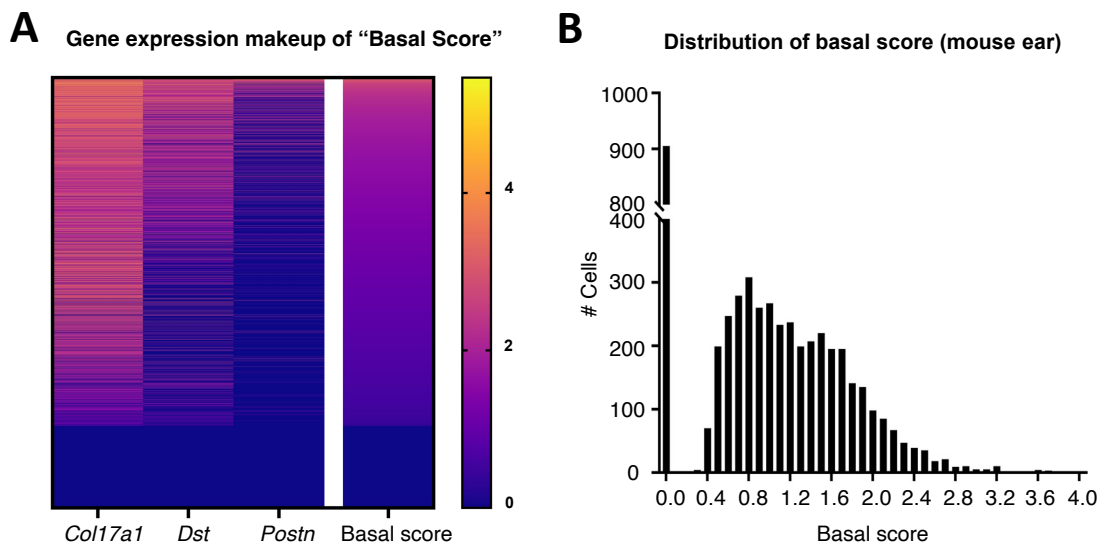 A
Gene expression makeup of “Basal Score”
4
2
0
Col17a1 Dst Postn Basal score
B
Distribution of basal score (mouse ear)
1000
900
800
400
300
200
100
0
# Cells
0.0 0.4 0.8 1.2 1.6 2.0 2.4 2.8 3.2 3.6 4.0
Basal score